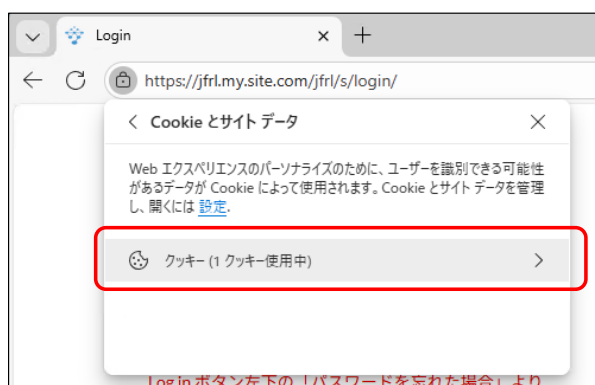 Login
https://jfrl.my.site.com/jfrl/s/login/
Cookie とサイト データ
Web エクスペリエンスのパーソナライズのために、ユーザーを識別できる可能性
があるデータが Cookie によって使用されます。Cookie とサイト データを管理
し、開くには 設定.
クッキー (1 クッキー使用中)
Log in ボタン左下の「パスワードを忘れた場合」より